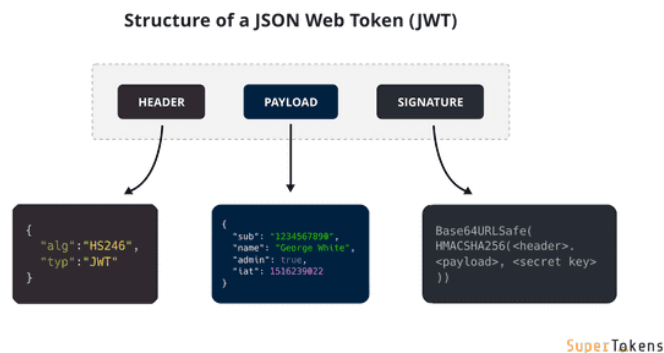 Structure of a JSON Web Token (JWT)
HEADER
PAYLOAD
SIGNATURE
{
"alg":"HS246",
"typ":"JWT"
}
{
"sub": "1234567890",
"name": "George White",
"admin": true,
"iat": 1516239022
}
Base64URLSafe(
HMACSHA256(<header>.
<payload>, <secret key>
))
SuperTokens